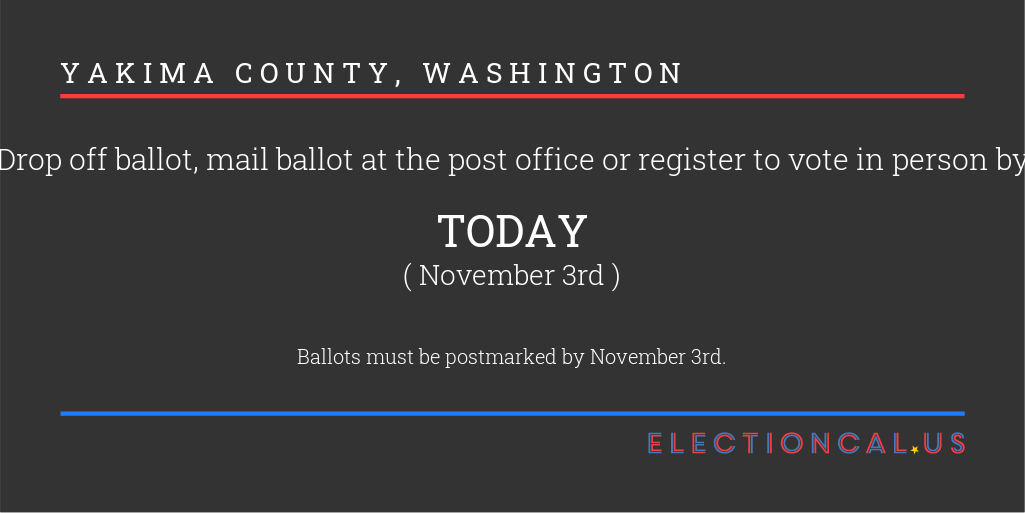 YAKIMA COUNTY, WASHINGTON
Drop off ballot, mail ballot at the post office or register to vote in person by
TODAY
( November 3rd )
Ballots must be postmarked by November 3rd.
ELECTIONCAL.US